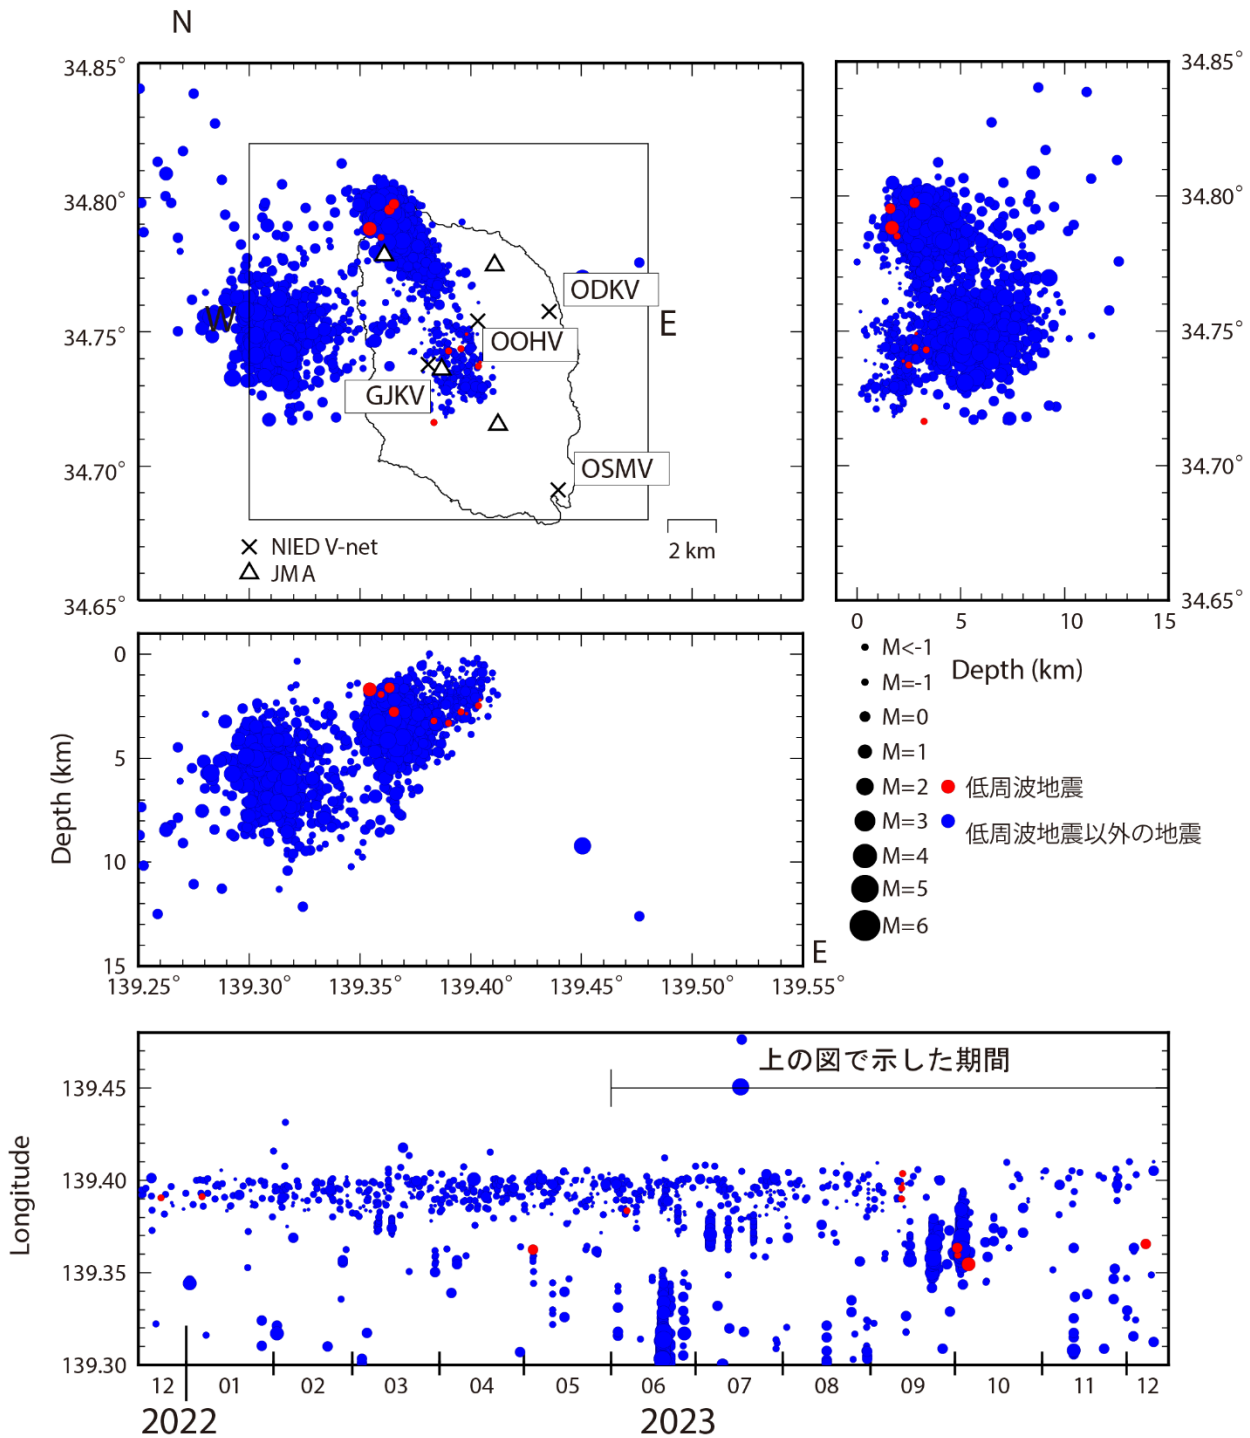 N
34.85°
34.80°
34.75°
34.70°
34.65°
W
E
ODKV
OOHV
GJKV
OSMV
NIED V-net
JMA
2 km
34.85°
34.80°
34.75°
34.70°
34.65°
0 5 10 15
Depth (km)
M<-1
M=-1
M=0
M=1
M=2
M=3
M=4
M=5
M=6
低周波地震
低周波地震以外の地震
0
5
10
15
Depth (km)
E
139.25° 139.30° 139.35° 139.40° 139.45° 139.50° 139.55°
上の図で示した期間
139.45
139.40
139.35
139.30
Longitude
12 01 02 03 04 05 06 07 08 09 10 11 12
2022 2023